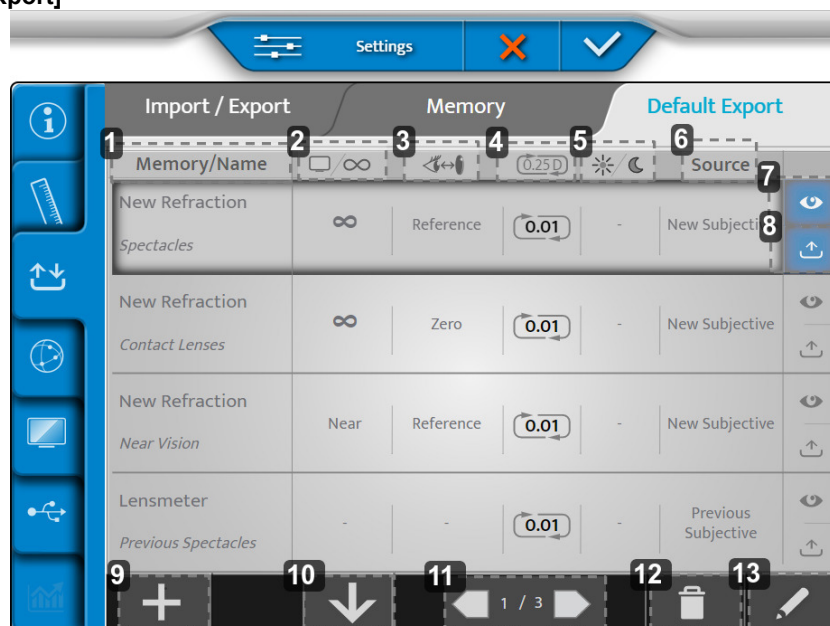 xport]
Settings
Import / Export Memory Default Export
1 2 3 4 5 6
Memory/Name 0.25 D Source
7
New Refraction
Spectacles
∞ Reference 0.01 - New Subjecti
8
New Refraction
Contact Lenses
∞ Zero 0.01 - New Subjective
New Refraction
Near Vision
Near Reference 0.01 - New Subjective
Lensmeter
Previous Spectacles
- - 0.01 - Previous
Subjective
9 10 11 12 13
1 / 3